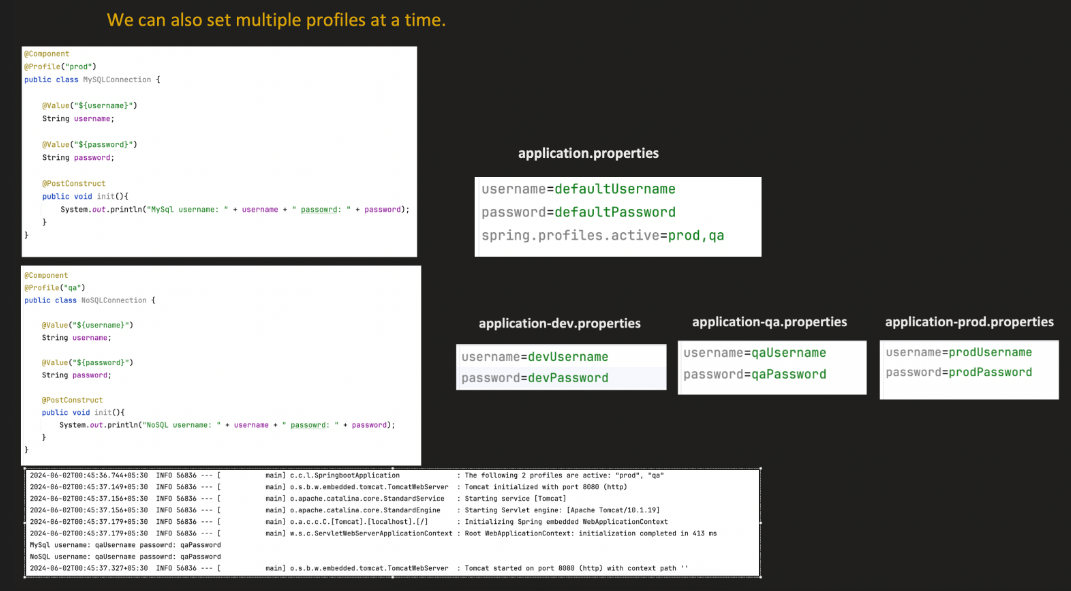 We can also set multiple profiles at a time.
@Component
@Profile("prod")
public class MySQLConnection {
@Value("${username}")
String username;
@Value("${password}")
String password;
@PostConstruct
public void init(){
System.out.println("MySql username: " + username + " passowrd: " + password);
}
}
@Component
@Profile("qa")
public class NoSQLConnection {
@Value("${username}")
String username;
@Value("${password}")
String password;
@PostConstruct
public void init(){
System.out.println("NoSQL username: " + username + " passowrd: " + password);
}
}
application.properties
username=defaultUsername
password=defaultPassword
spring.profiles.active=prod,qa
application-dev.properties
username=devUsername
password=devPassword
application-qa.properties
username=qaUsername
password=qaPassword
application-prod.properties
username=prodUsername
password=prodPassword
2024-06-02T00:45:36.744+05:30 INFO 56836 --- [ main] c.c.l.SpringbootApplication : The following 2 profiles are active: "prod", "qa"
2024-06-02T00:45:37.149+05:30 INFO 56836 --- [ main] o.s.b.w.embedded.tomcat.TomcatWebServer : Tomcat initialized with port 8080 (http)
2024-06-02T00:45:37.156+05:30 INFO 56836 --- [ main] o.apache.catalina.core.StandardService : Starting service [Tomcat]
2024-06-02T00:45:37.156+05:30 INFO 56836 --- [ main] o.apache.catalina.core.StandardEngine : Starting Servlet engine: [Apache Tomcat/10.1.19]
2024-06-02T00:45:37.179+05:30 INFO 56836 --- [ main] o.a.c.c.C.[Tomcat].[localhost].[/] : Initializing Spring embedded WebApplicationContext
2024-06-02T00:45:37.179+05:30 INFO 56836 --- [ main] w.s.c.ServletWebServerApplicationContext : Root WebApplicationContext: initialization completed in 413 ms
MySql username: qaUsername passowrd: qaPassword
NoSQL username: qaUsername passowrd: qaPassword
2024-06-02T00:45:37.327+05:30 INFO 56836 --- [ main] o.s.b.w.embedded.tomcat.TomcatWebServer : Tomcat started on port 8080 (http) with context path ''